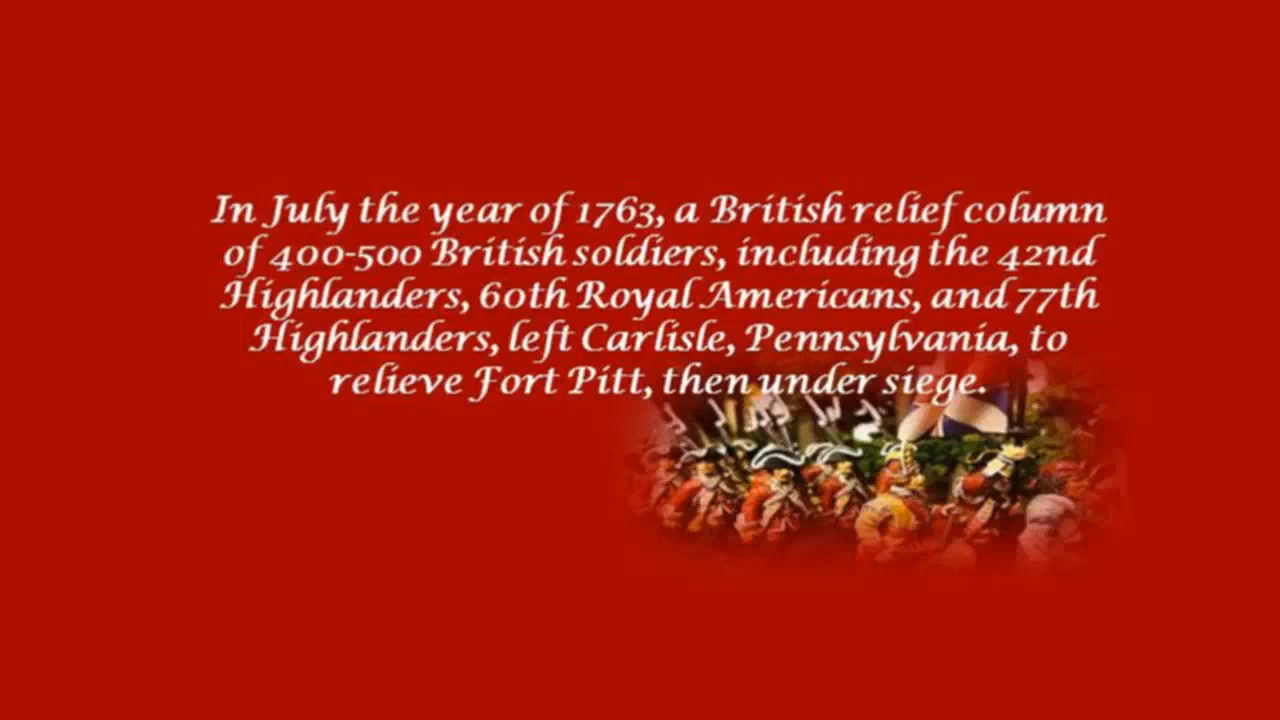 In July the year of 1763, a British relief column
of 400-500 British soldiers, including the 42nd
Highlanders, 60th Royal Americans, and 77th
Highlanders, left Carlisle, Pennsylvania, to
relieve Fort Pitt, then under siege.